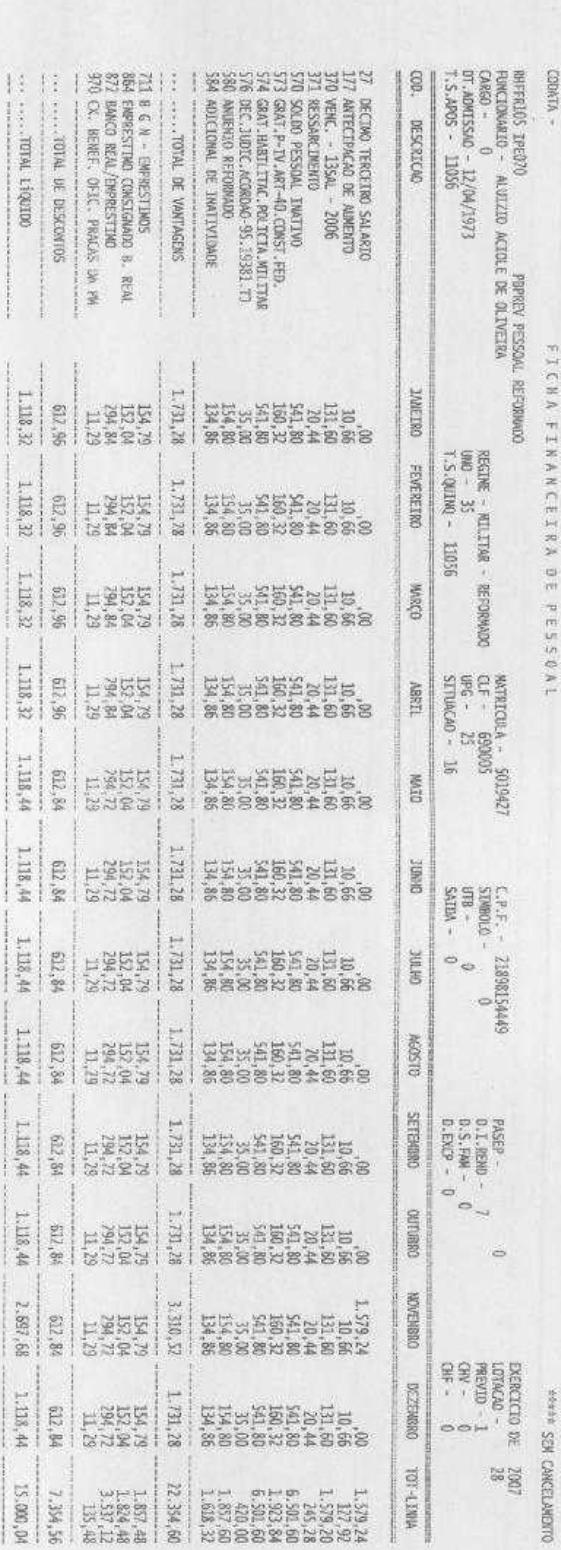 CODATA - FICHA FINANCEIRA DE PESSOAL ***** SEM CANCELAMENTO
RHFER105 IPE070 PBPREV PESSOAL REFORMADO EXERCICIO DE 2007
FUNCIONARIO - ALUIZIO ACIOLE DE OLIVEIRA MATRICULA - 5019427 C.P.F. - 21898154449 PASEP - 0 LOTACAO - 28
CARGO - 0 REGIME - MILITAR - REFORMADO CLF - 690005 SIMBOLO - 0 D.I.REND - 7 PREVID - 1
DT.ADMISSAO - 12/04/1973 UNO - 35 UPG - 25 UTB - 0 D.S.FAM - 0 CHV - 0
T.S.APOS - 11056 T.S.QUINQ - 11056 SITUACAO - 16 SAIDA - 0 D.EXCP - 0 CHF - 0
COD. DESCRICAO JANEIRO FEVEREIRO MARÇO ABRIL MAIO JUNHO JULHO AGOSTO SETEMBRO OUTUBRO NOVEMBRO DEZEMBRO TOT-LINHA
27 DECIMO TERCEIRO SALARIO ,00 ,00 ,00 ,00 ,00 ,00 ,00 ,00 ,00 ,00 1.579,24 ,00 1.579,24
177 ANTECIPACAO DE AUMENTO 10,66 10,66 10,66 10,66 10,66 10,66 10,66 10,66 10,66 10,66 10,66 10,66 127,92
370 VENC. - 13SAL - 2006 131,60 131,60 131,60 131,60 131,60 131,60 131,60 131,60 131,60 131,60 131,60 131,60 1.579,20
371 RESSARCIMENTO 20,44 20,44 20,44 20,44 20,44 20,44 20,44 20,44 20,44 20,44 20,44 20,44 245,28
570 SOLDO PESSOAL INATIVO 541,80 541,80 541,80 541,80 541,80 541,80 541,80 541,80 541,80 541,80 541,80 541,80 6.501,60
573 GRAT.P-IV.ART-40.CONST.FED. 160,32 160,32 160,32 160,32 160,32 160,32 160,32 160,32 160,32 160,32 160,32 160,32 1.923,84
574 GRAT.HABILITAC.POLICIA.MILITAR 541,80 541,80 541,80 541,80 541,80 541,80 541,80 541,80 541,80 541,80 541,80 541,80 6.501,60
576 DEC.JUDIC.ACORDAO-95.19381.TJ 35,00 35,00 35,00 35,00 35,00 35,00 35,00 35,00 35,00 35,00 35,00 35,00 420,00
580 ANUENIO REFORMADO 154,80 154,80 154,80 154,80 154,80 154,80 154,80 154,80 154,80 154,80 154,80 154,80 1.857,60
584 ADICIONAL DE INATIVIDADE 134,86 134,86 134,86 134,86 134,86 134,86 134,86 134,86 134,86 134,86 134,86 134,86 1.618,32
... .....TOTAL DE VANTAGENS 1.731,28 1.731,28 1.731,28 1.731,28 1.731,28 1.731,28 1.731,28 1.731,28 1.731,28 1.731,28 3.310,52 1.731,28 22.354,60
711 B G N - EMPRESTIMOS 154,79 154,79 154,79 154,79 154,79 154,79 154,79 154,79 154,79 154,79 154,79 154,79 1.857,48
864 EMPRESTIMO CONSIGNADO B. REAL 152,04 152,04 152,04 152,04 152,04 152,04 152,04 152,04 152,04 152,04 152,04 152,04 1.824,48
872 BANCO REAL/EMPRESTIMO 294,84 294,84 294,84 294,84 294,72 294,72 294,72 294,72 294,72 294,72 294,72 294,72 3.537,12
970 CX. BENEF. OFIC. PRACAS DA PM 11,29 11,29 11,29 11,29 11,29 11,29 11,29 11,29 11,29 11,29 11,29 11,29 135,48
... .....TOTAL DE DESCONTOS 612,96 612,96 612,96 612,96 612,84 612,84 612,84 612,84 612,84 612,84 612,84 612,84 7.354,56
... .....TOTAL LÍQUIDO 1.118,32 1.118,32 1.118,32 1.118,32 1.118,44 1.118,44 1.118,44 1.118,44 1.118,44 1.118,44 2.697,68 1.118,44 15.000,04